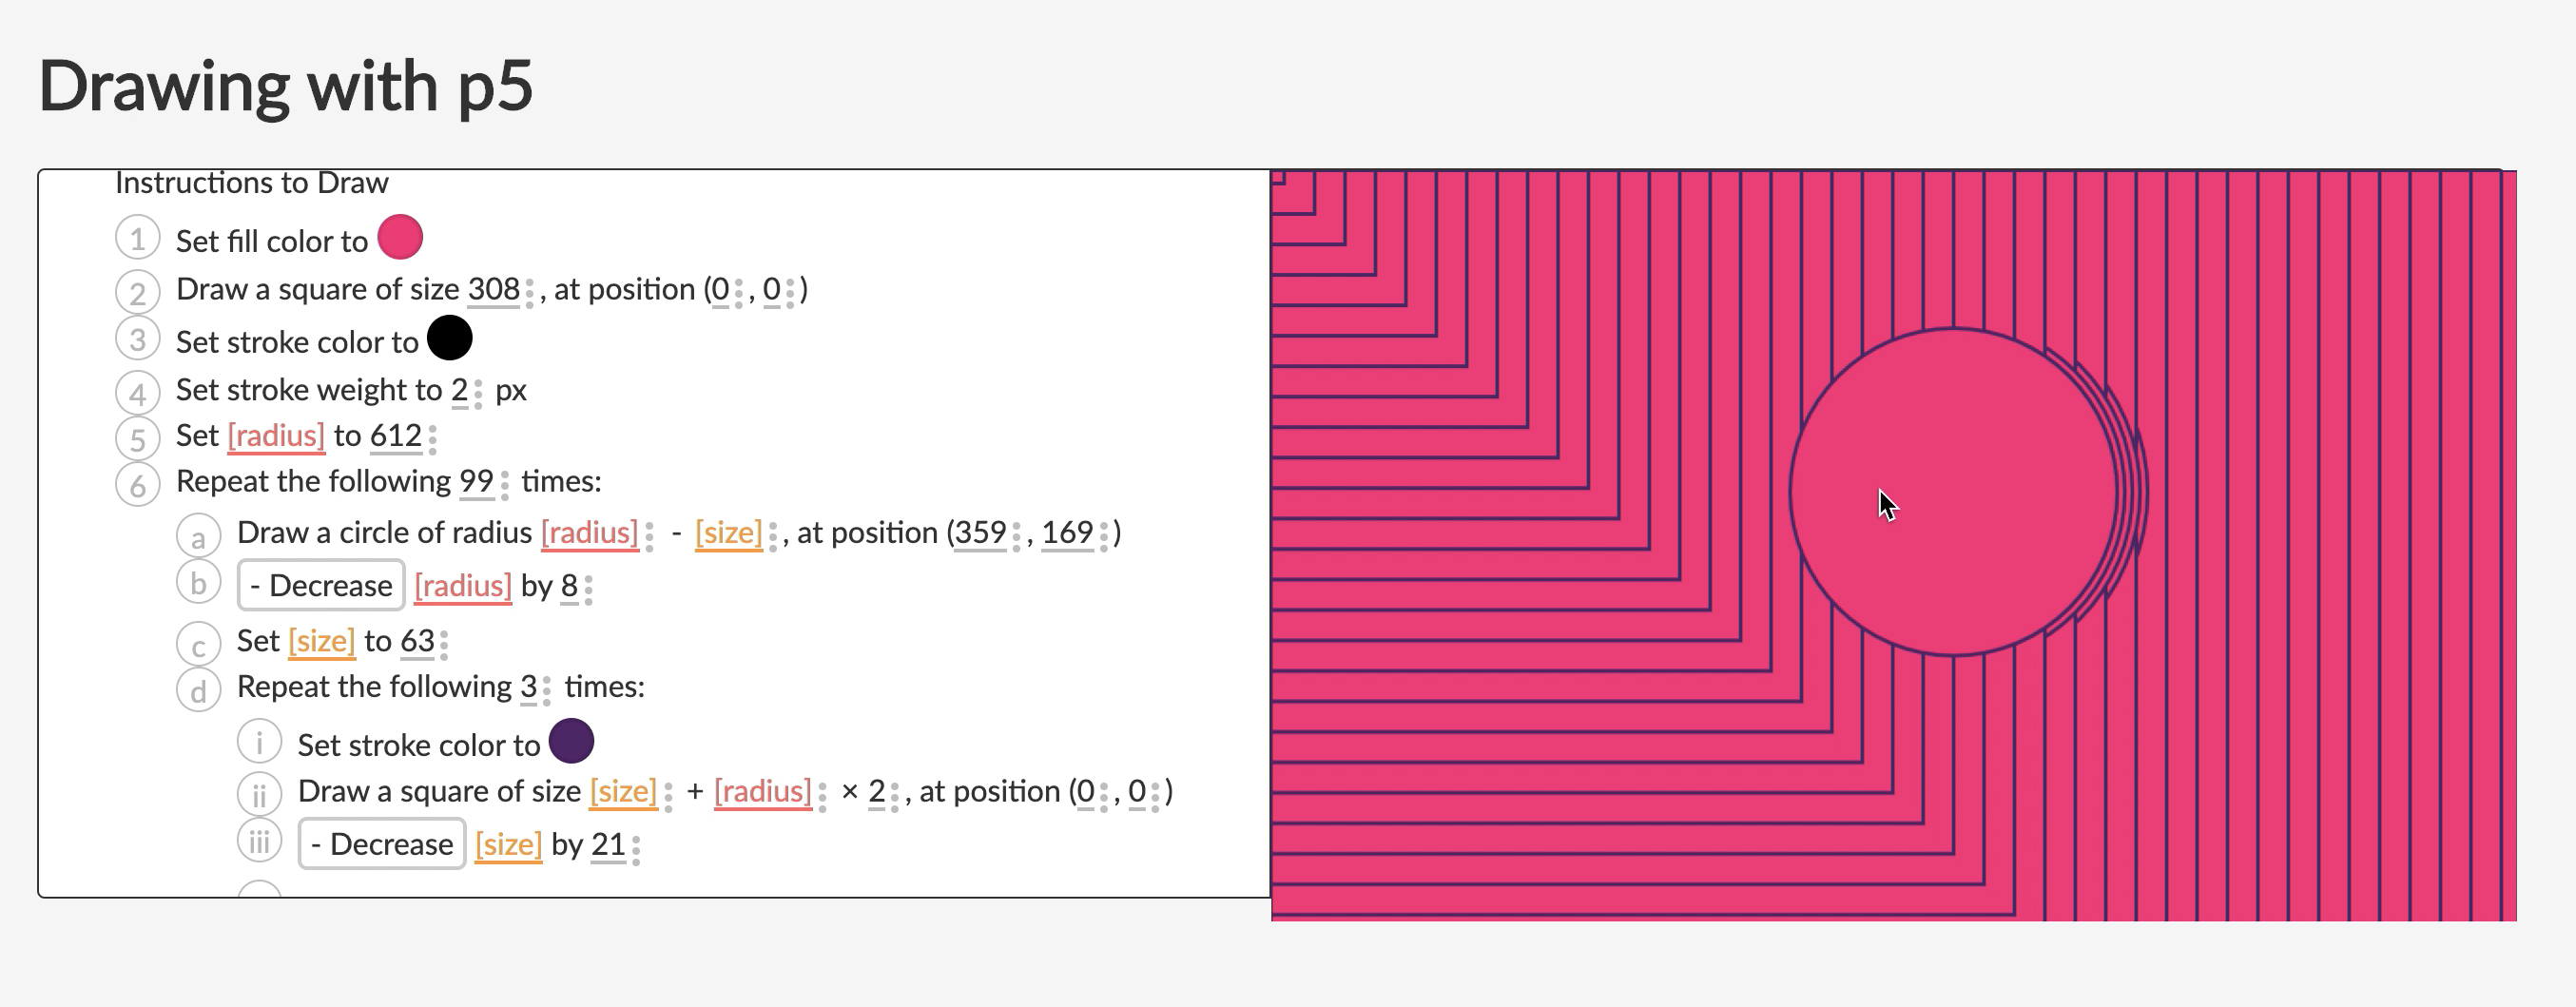 Drawing with p5
Instructions to Draw
1 Set fill color to
2 Draw a square of size 308 , at position (0 , 0 )
3 Set stroke color to
4 Set stroke weight to 2 px
5 Set [radius] to 612
6 Repeat the following 99 times:
a Draw a circle of radius [radius] - [size] , at position (359 , 169 )
b - Decrease [radius] by 8
c Set [size] to 63
d Repeat the following 3 times:
i Set stroke color to
ii Draw a square of size [size] + [radius] × 2 , at position (0 , 0 )
iii - Decrease [size] by 21